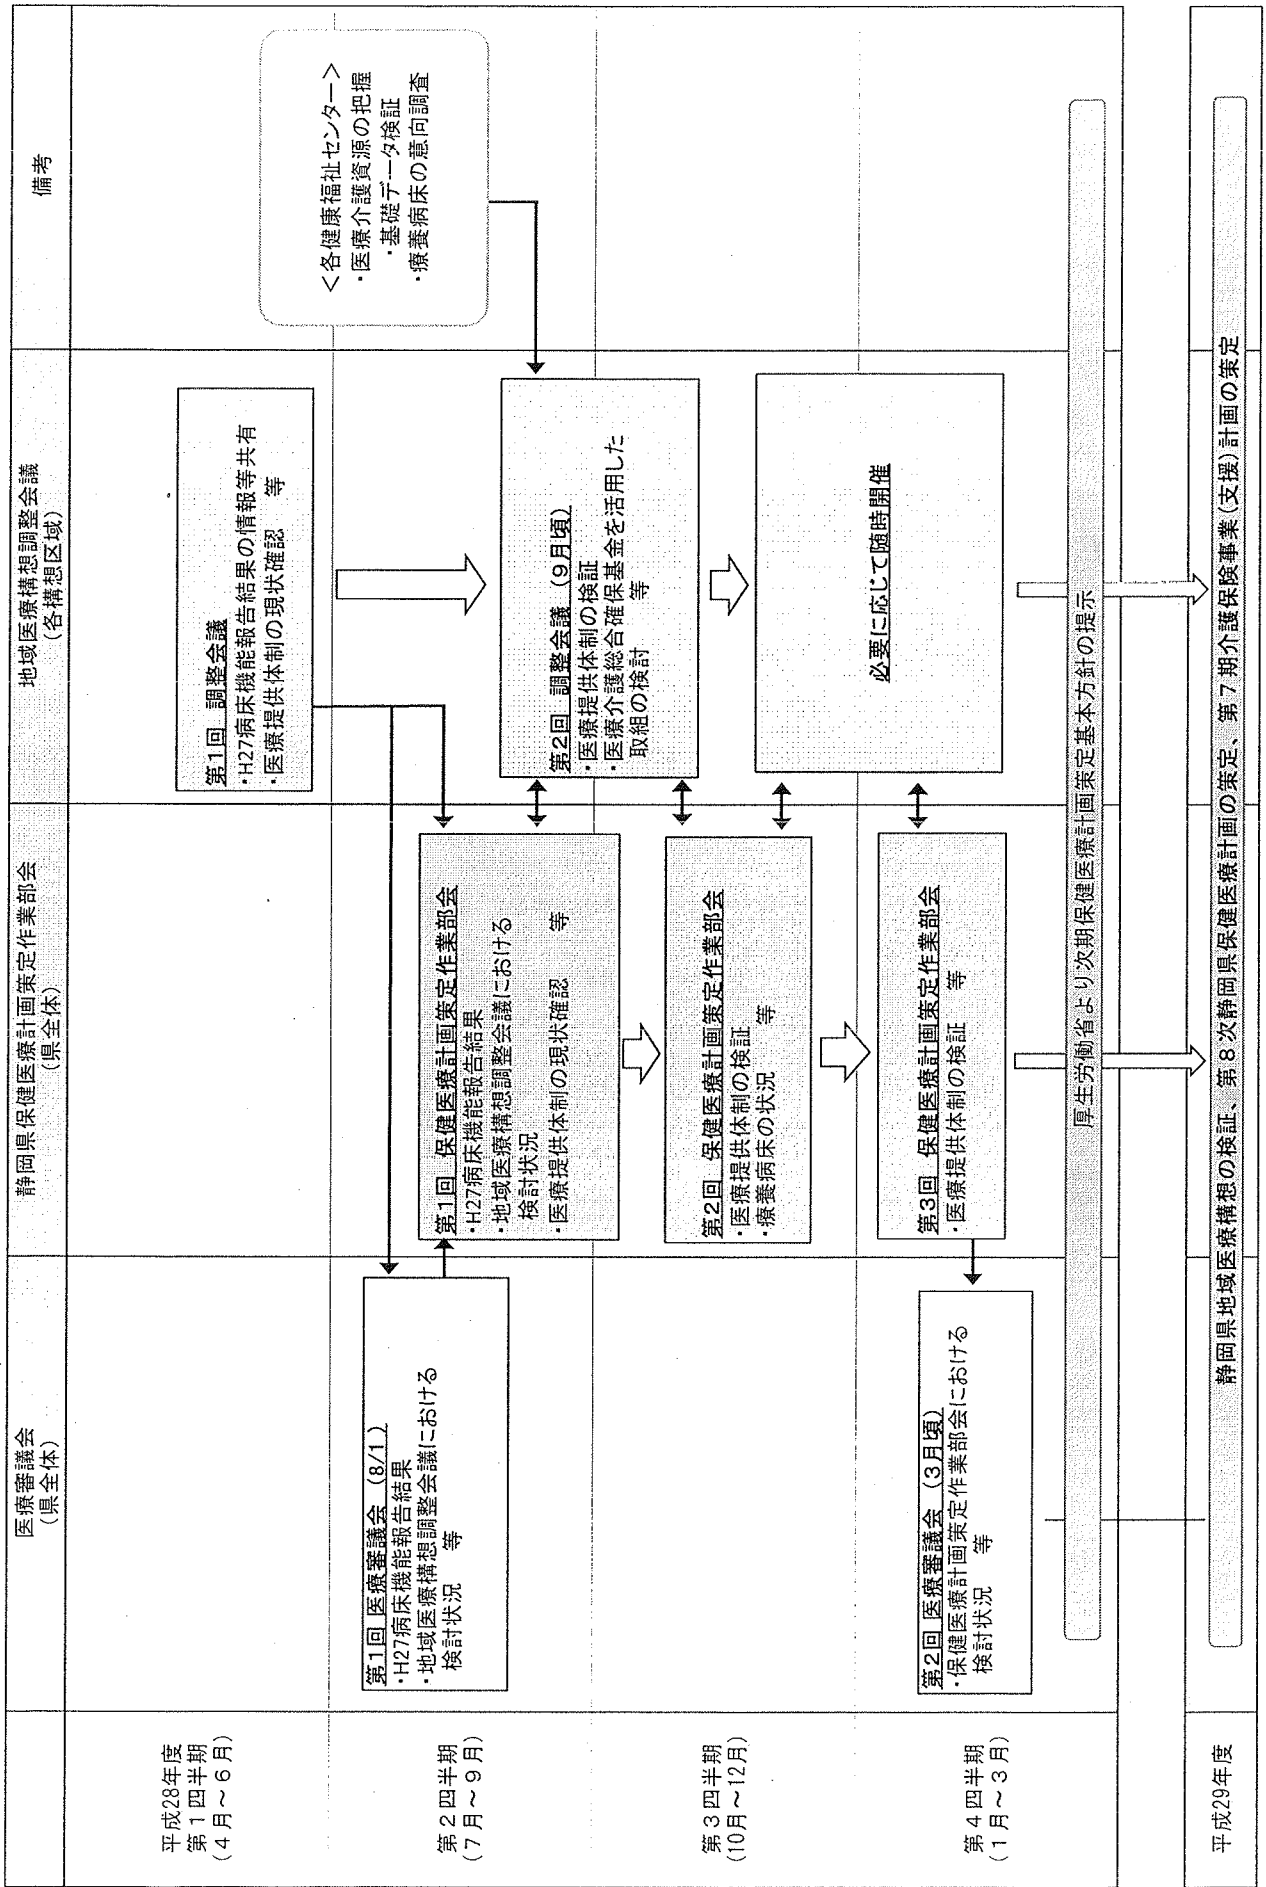 医療審議会
(県全体)
静岡県保健医療計画策定作業部会
(県全体)
地域医療構想調整会議
(各構想区域)
備考
平成28年度
第1四半期
(4月～6月)
第1回 調整会議
・H27病床機能報告結果の情報等共有
・医療提供体制の現状確認 等
＜各健康福祉センター＞
・医療介護資源の把握
・基礎データ検証
・療養病床の意向調査
第2四半期
(7月～9月)
第1回 医療審議会 (8/1)
・H27病床機能報告結果
・地域医療構想調整会議における
検討状況 等
第1回 保健医療計画策定作業部会
・H27病床機能報告結果
・地域医療構想調整会議における
検討状況
・医療提供体制の現状確認 等
第2回 調整会議 (9月頃)
・医療提供体制の検証
・医療介護総合確保基金を活用した
取組の検討 等
第3四半期
(10月～12月)
第2回 保健医療計画策定作業部会
・医療提供体制の検証
・療養病床の状況 等
必要に応じて随時開催
第4四半期
(1月～3月)
第2回 医療審議会 (3月頃)
・保健医療計画策定作業部会における
検討状況 等
第3回 保健医療計画策定作業部会
・医療提供体制の検証 等
厚生労働省より次期保健医療計画策定基本方針の提示
平成29年度
静岡県地域医療構想の検証、第8次静岡県保健医療計画の策定、第7期介護保険事業(支援)計画の策定